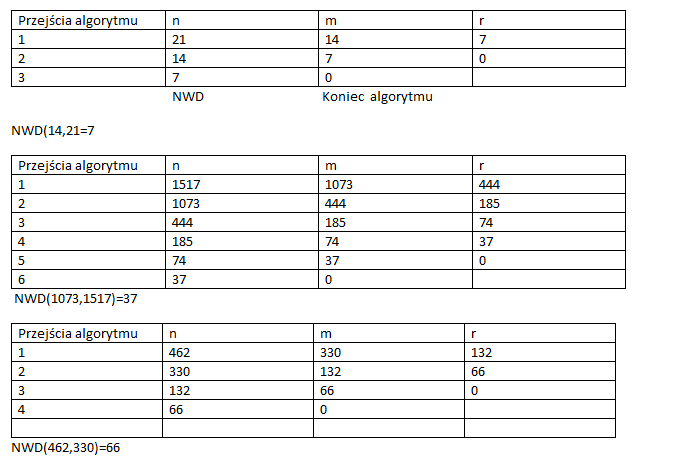 Przejścia algorytmu n m r
1 21 14 7
2 14 7 0
3 7 0
NWD Koniec algorytmu
NWD(14,21=7
Przejścia algorytmu n m r
1 1517 1073 444
2 1073 444 185
3 444 185 74
4 185 74 37
5 74 37 0
6 37 0
NWD(1073,1517)=37
Przejścia algorytmu n m r
1 462 330 132
2 330 132 66
3 132 66 0
4 66 0
NWD(462,330)=66